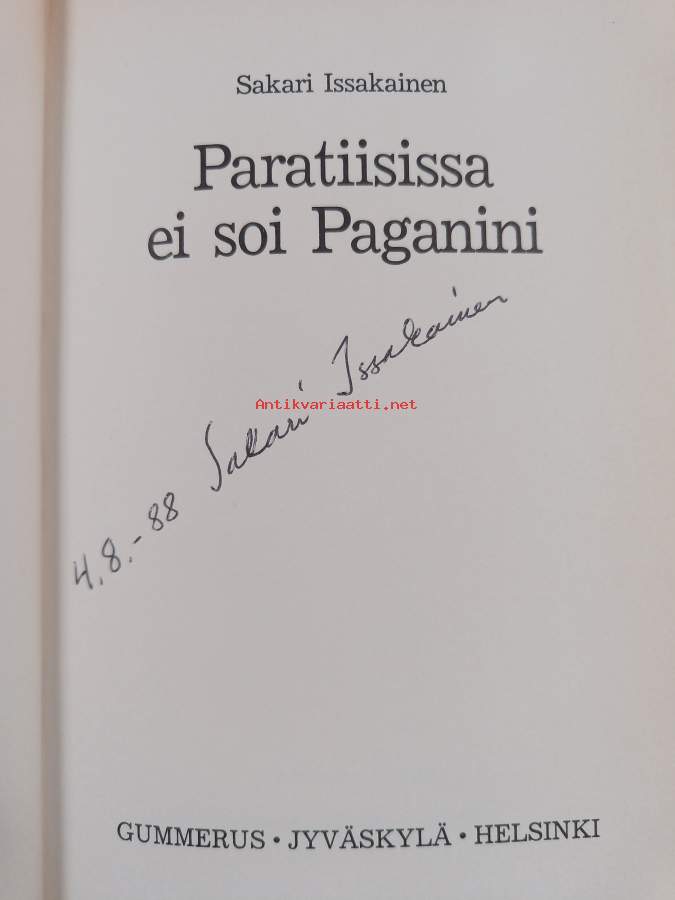 Sakari Issakainen
Paratiisissa
ei soi Paganini
4.8.-88 Sakari Issakainen
Antikvariaatti.net
GUMMERUS • JYVÄSKYLÄ • HELSINKI